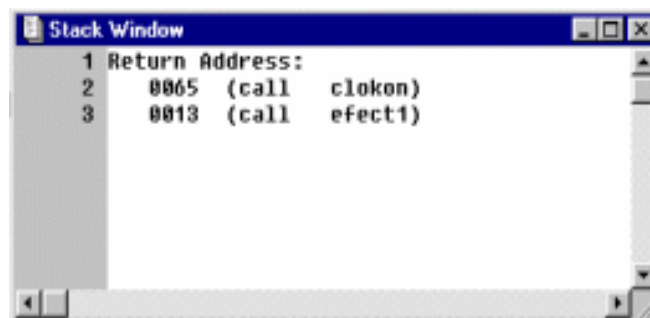 Stack Window
1 Return Address:
2 0065 (call clokon)
3 0013 (call efect1)